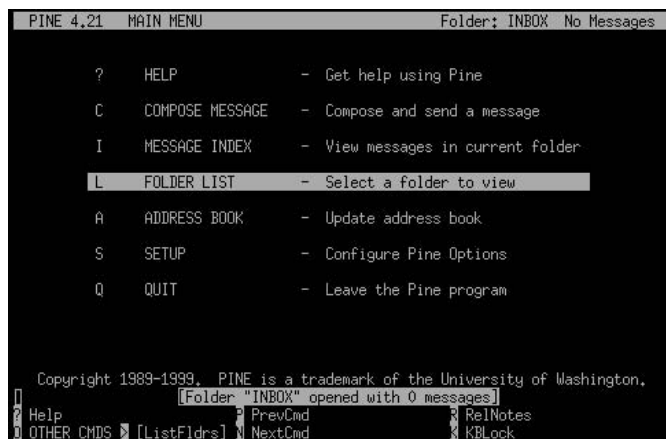 PINE 4.21 MAIN MENU Folder: INBOX No Messages
? HELP - Get help using Pine
C COMPOSE MESSAGE - Compose and send a message
I MESSAGE INDEX - View messages in current folder
L FOLDER LIST - Select a folder to view
A ADDRESS BOOK - Update address book
S SETUP - Configure Pine Options
Q QUIT - Leave the Pine program
Copyright 1989-1999. PINE is a trademark of the University of Washington.
[Folder "INBOX" opened with 0 messages]
? Help P PrevCmd R RelNotes
O OTHER CMDS > [ListFldrs] N NextCmd K KBLock